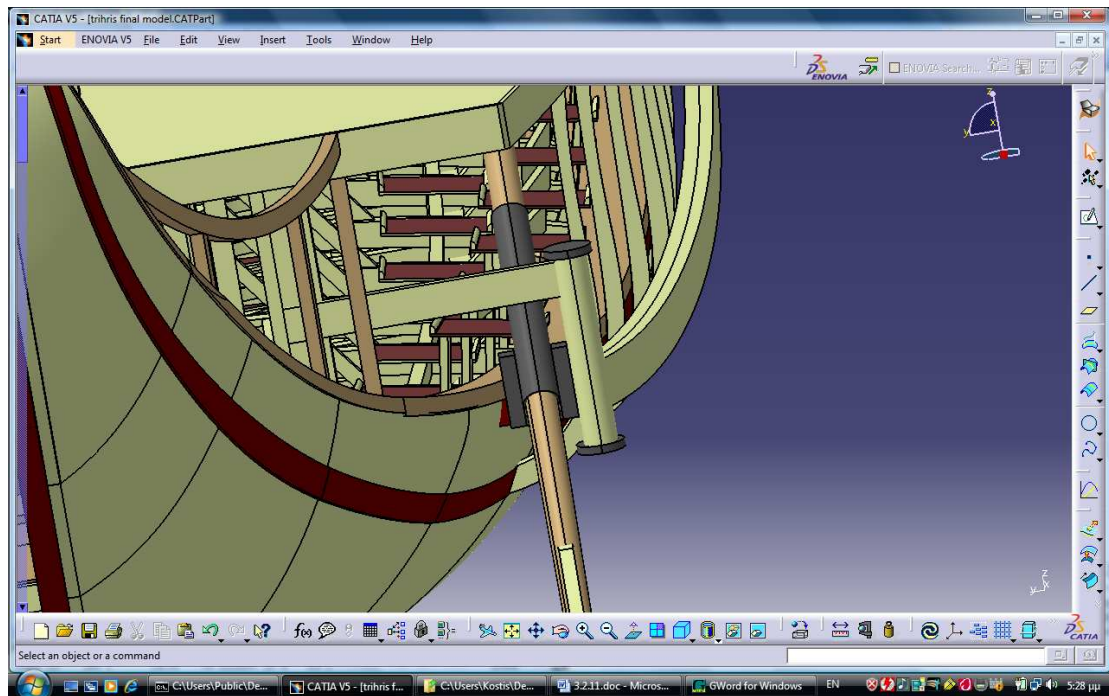 CATIA V5 - [trihris final model.CATPart]
Start ENOVIA V5 File Edit View Insert Tools Window Help
ENOVIA
ENOVIA Search...
z
y x
z
y x
f(x)
CATIA
Select an object or a command
C:\Users\Public\De... CATIA V5 - [trihris f... C:\Users\Kostis\De... 3.2.11.doc - Micros... GWord for Windows EN 5:28 μμ